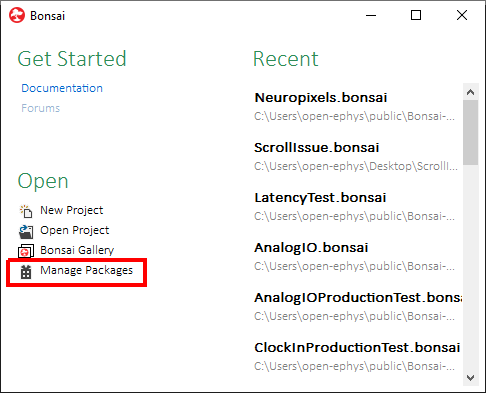 Bonsai
Get Started
Documentation
Forums
Open
New Project
Open Project
Bonsai Gallery
Manage Packages
Recent
Neuropixels.bonsai
C:\Users\open-ephys\public\Bonsai-...
ScrollIssue.bonsai
C:\Users\open-ephys\Desktop\ScrollI...
LatencyTest.bonsai
C:\Users\open-ephys\public\Bonsai-...
AnalogIO.bonsai
C:\Users\open-ephys\public\Bonsai-...
AnalogIOProductionTest.bonsai
C:\Users\open-ephys\public\Bonsai-...
ClockInProductionTest.bonsai
C:\Users\open-ephys\public\Bonsai-...